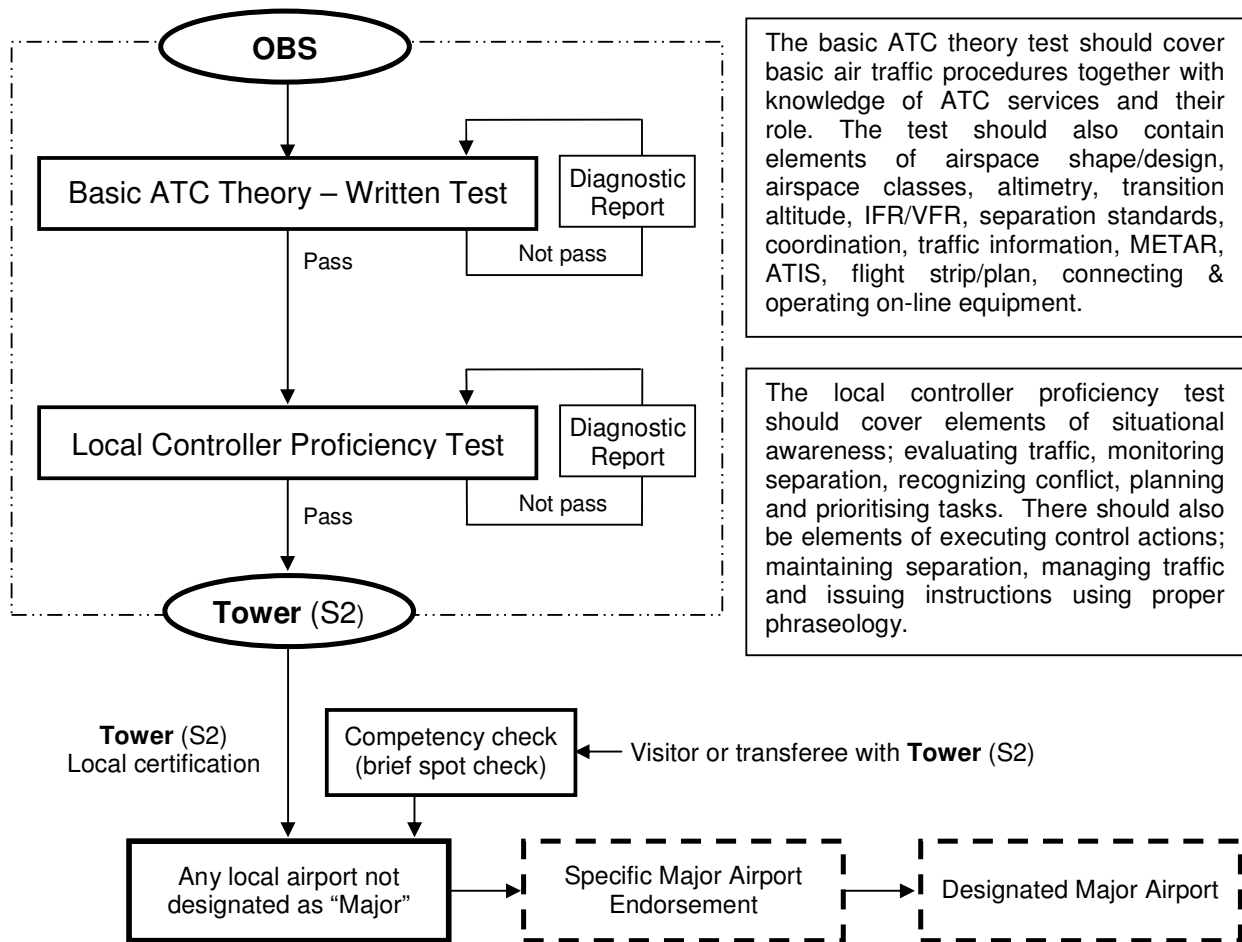 OBS
Basic ATC Theory – Written Test
Diagnostic
Report
Pass
Not pass
Local Controller Proficiency Test
Diagnostic
Report
Pass
Not pass
Tower (S2)
The basic ATC theory test should cover
basic air traffic procedures together with
knowledge of ATC services and their
role. The test should also contain
elements of airspace shape/design,
airspace classes, altimetry, transition
altitude, IFR/VFR, separation standards,
coordination, traffic information, METAR,
ATIS, flight strip/plan, connecting &
operating on-line equipment.
The local controller proficiency test
should cover elements of situational
awareness; evaluating traffic, monitoring
separation, recognizing conflict, planning
and prioritising tasks. There should also
be elements of executing control actions;
maintaining separation, managing traffic
and issuing instructions using proper
phraseology.
Tower (S2)
Local certification
Competency check
(brief spot check)
Visitor or transferee with Tower (S2)
Any local airport not
designated as “Major”
Specific Major Airport
Endorsement
Designated Major Airport